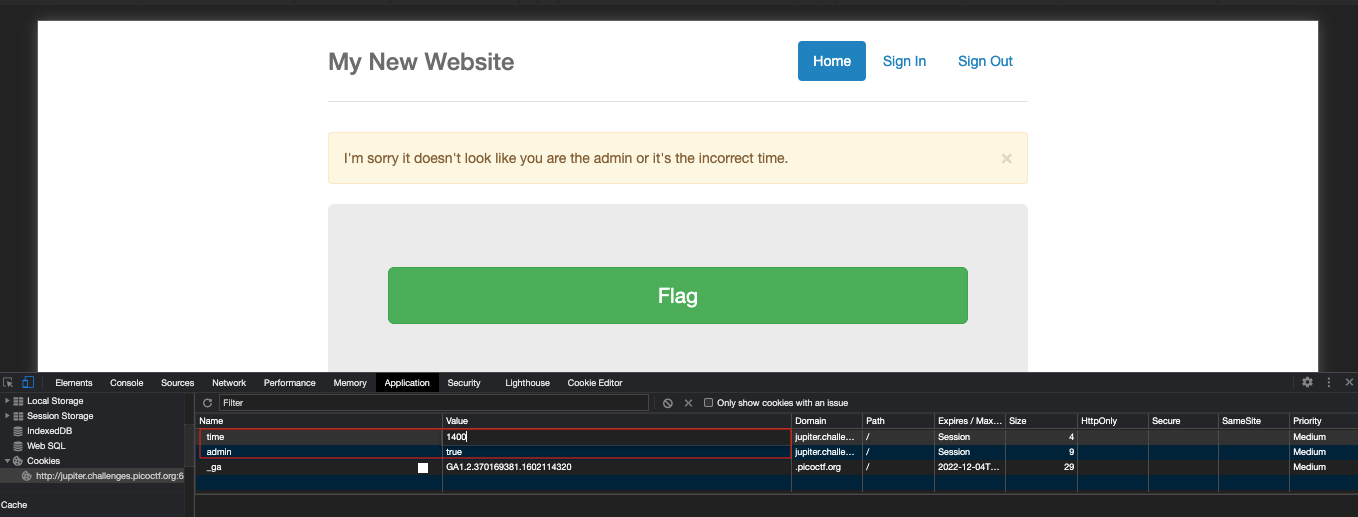 My New Website
Home Sign In Sign Out
I'm sorry it doesn't look like you are the admin or it's the incorrect time. ×
Flag
Elements Console Sources Network Performance Memory Application Security Lighthouse Cookie Editor
Local Storage
Session Storage
IndexedDB
Web SQL
Cookies
http://jupiter.challenges.picoctf.org:6
Cache
Filter Only show cookies with an issue
Name Value Domain Path Expires / Max... Size HttpOnly Secure SameSite Priority
time 1400 jupiter.challe... / Session 4 Medium
admin true jupiter.challe... / Session 9 Medium
_ga GA1.2.370169381.1602114320 .picoctf.org / 2022-12-04T... 29 Medium